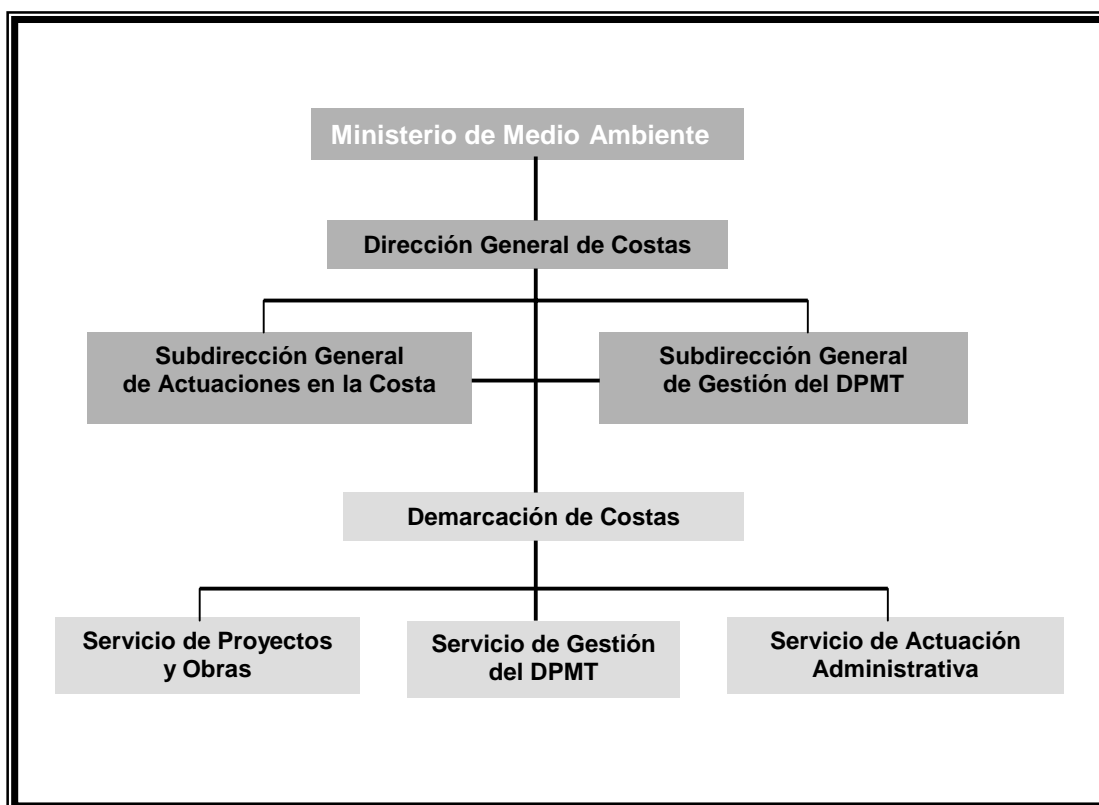 Ministerio de Medio Ambiente
Dirección General de Costas
Subdirección General
de Actuaciones en la Costa
Subdirección General
de Gestión del DPMT
Demarcación de Costas
Servicio de Proyectos
y Obras
Servicio de Gestión
del DPMT
Servicio de Actuación
Administrativa